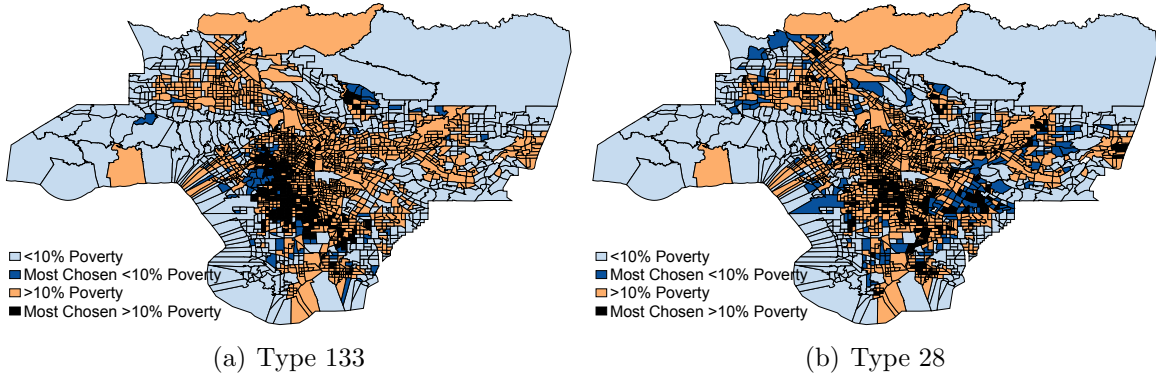 <10% Poverty
Most Chosen <10% Poverty
>10% Poverty
Most Chosen >10% Poverty
(a) Type 133
<10% Poverty
Most Chosen <10% Poverty
>10% Poverty
Most Chosen >10% Poverty
(b) Type 28